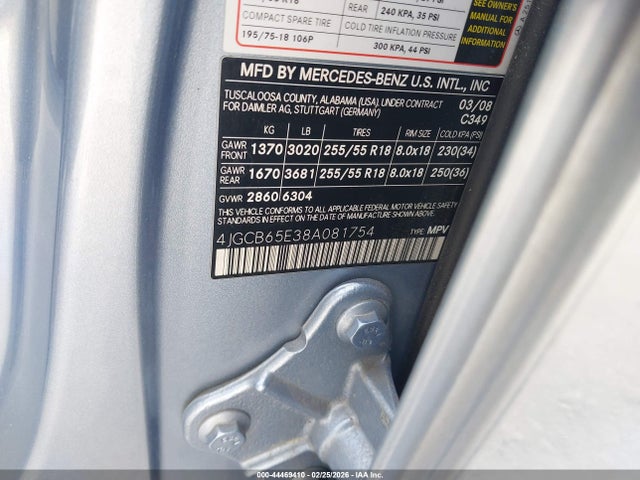 REAR 240 KPA, 35 PSI
COMPACT SPARE TIRE COLD TIRE INFLATION PRESSURE
195/75-18 106P 300 KPA, 44 PSI
SEE OWNER'S
MANUAL FOR
ADDITIONAL
INFORMATION
MFD BY MERCEDES-BENZ U.S. INTL., INC
TUSCALOOSA COUNTY, ALABAMA (USA), UNDER CONTRACT 03/08
FOR DAIMLER AG, STUTTGART (GERMANY) C349
KG LB TIRES RIM SIZE COLD KPA (PSI)
GAWR FRONT 1370 3020 255/55 R18 8.0x18 230(34)
GAWR REAR 1670 3681 255/55 R18 8.0x18 250(36)
GVWR 2860 6304
THIS VEHICLE CONFORMS TO ALL APPLICABLE FEDERAL MOTOR VEHICLE SAFETY
STANDARDS IN EFFECT ON THE DATE OF MANUFACTURE SHOWN ABOVE.
4JGCB65E38A081754 TYPE: MPV
000-44469410 | 02/25/2026 - IAA